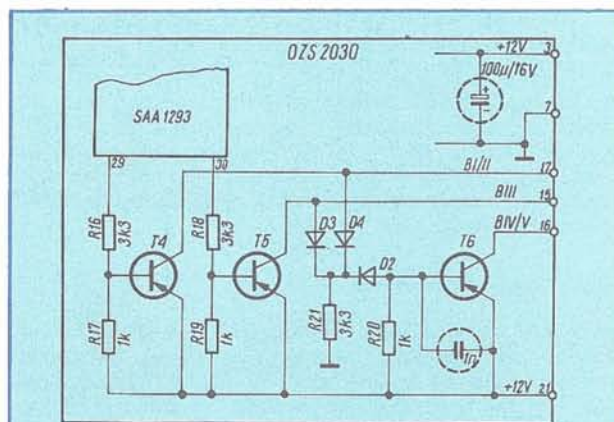 OZS 2030
+12V 3
100µ/16V
+
−
7
SAA 1293
29
30
BI/II 17
BIII 15
BIV/V 16
R16 3k3
R18 3k3
D3 D4
T4
T5
D2
T6
R17 1k
R19 1k
R21 3k3
R20 1k
1n
+12V 21